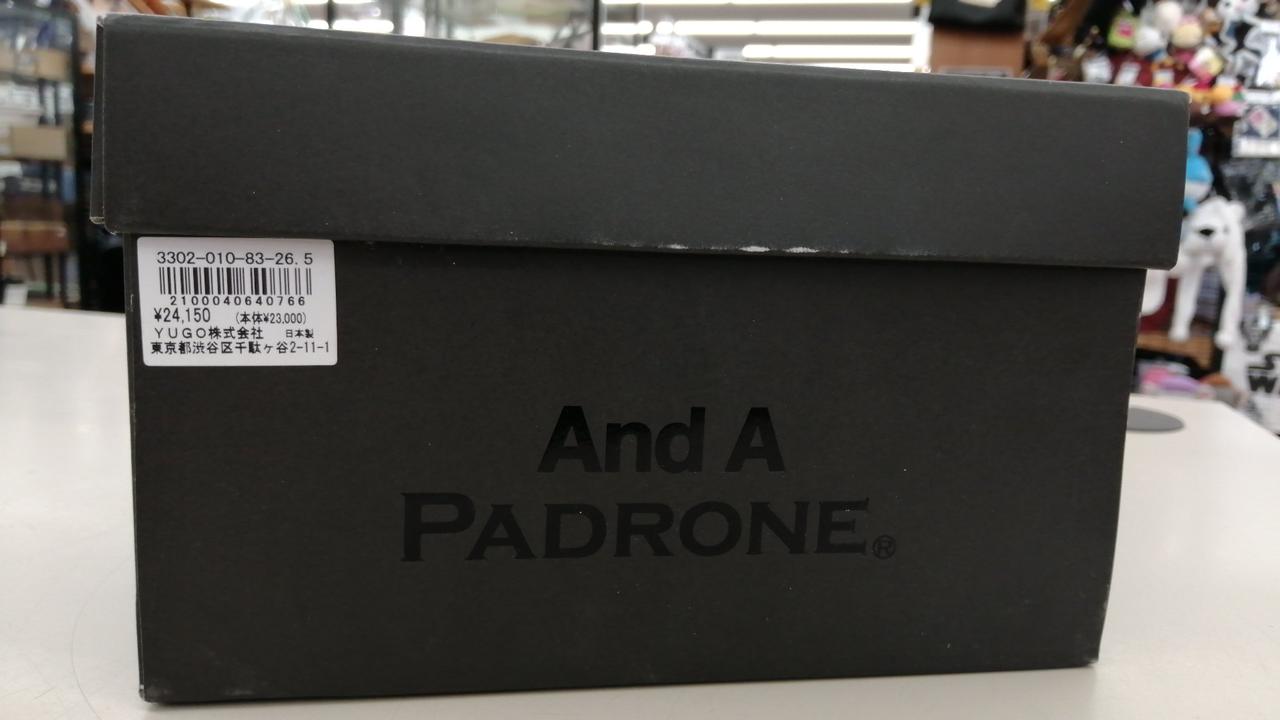 3302-010-83-26.5
2100040640766
¥24,150 (本体¥23,000)
YUGO株式会社 日本製
東京都渋谷区千駄ヶ谷2-11-1
And A
PADRONE®